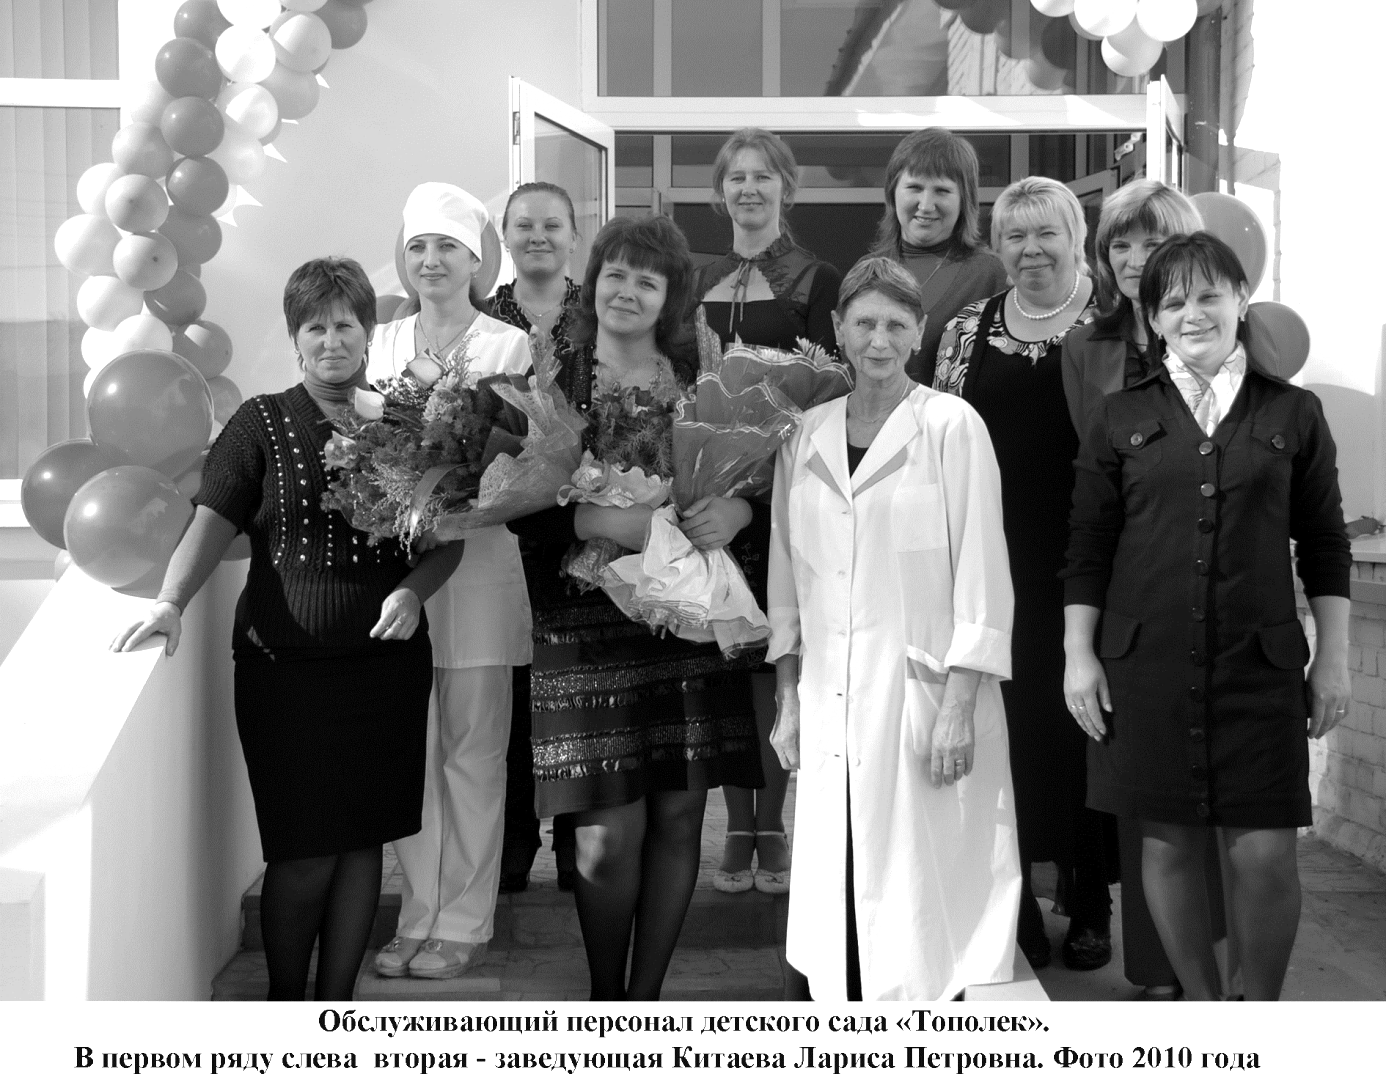 Обслуживающий персонал детского сада «Тополек».
В первом ряду слева вторая - заведующая Китаева Лариса Петровна. Фото 2010 года